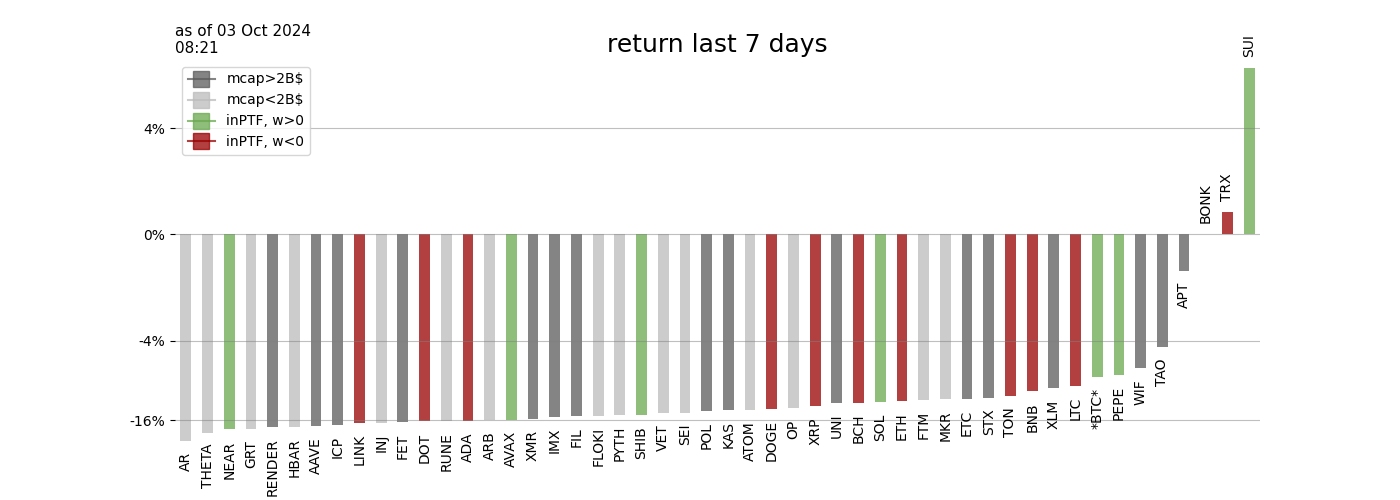 as of 03 Oct 2024
08:21
return last 7 days
mcap>2B$
mcap<2B$
inPTF, w>0
inPTF, w<0
4%
0%
-4%
-16%
AR
THETA
NEAR
GRT
RENDER
HBAR
AAVE
ICP
LINK
INJ
FET
DOT
RUNE
ADA
ARB
AVAX
XMR
IMX
FIL
FLOKI
PYTH
SHIB
VET
SEI
POL
KAS
ATOM
DOGE
OP
XRP
UNI
BCH
SOL
ETH
FTM
MKR
ETC
STX
TON
BNB
XLM
LTC
*BTC*
PEPE
WIF
TAO
APT
BONK
TRX
SUI